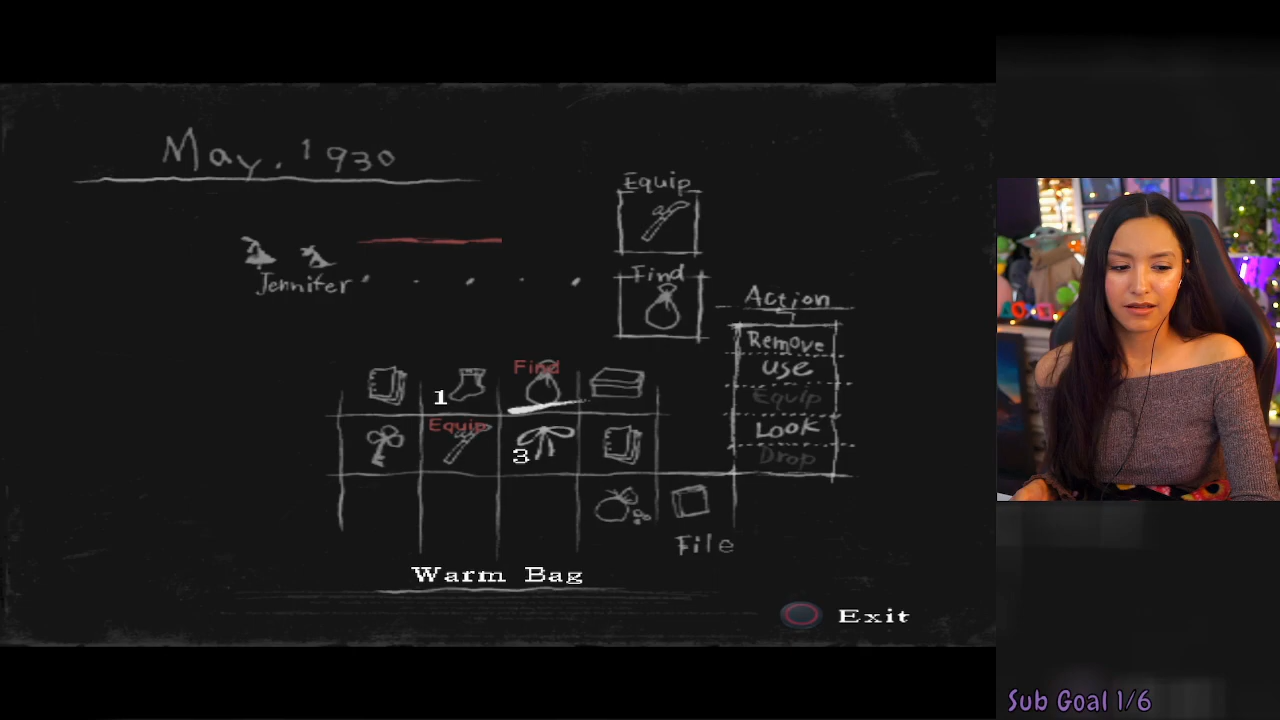 May. 1930
Equip
Jennifer
Find
Action
Remove
Use
Equip
Look
Drop
Find
1
Equip
3
File
Warm Bag
Exit
Sub Goal 1/6